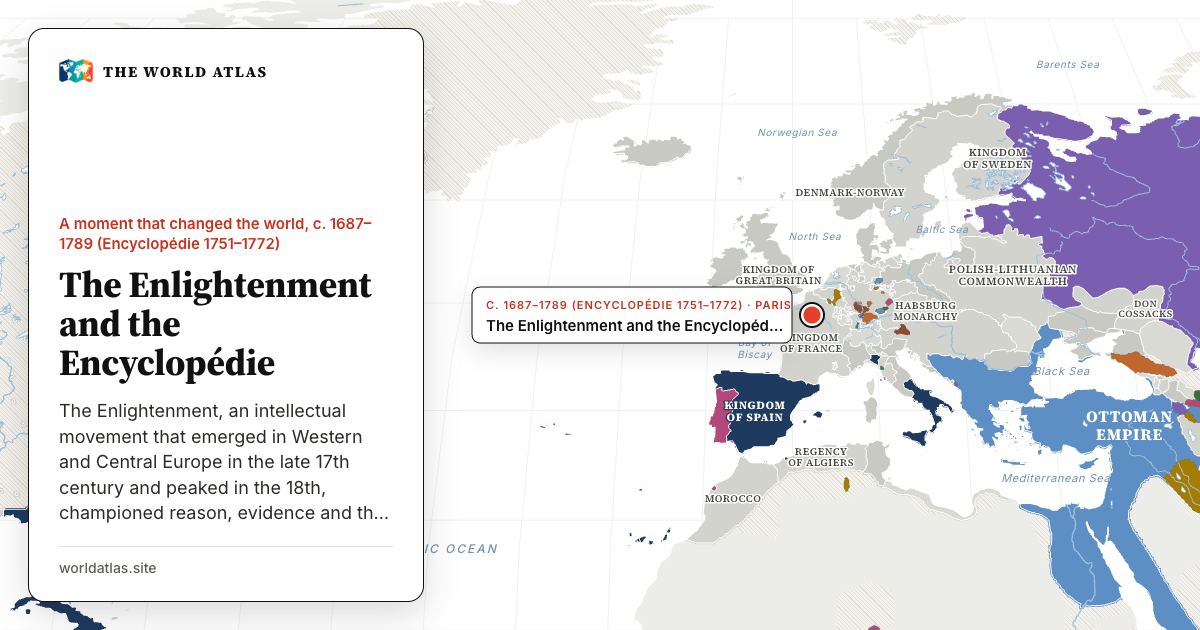 THE WORLD ATLAS
A moment that changed the world, c. 1687–
1789 (Encyclopédie 1751–1772)
The Enlightenment
and the
Encyclopédie
The Enlightenment, an intellectual
movement that emerged in Western
and Central Europe in the late 17th
century and peaked in the 18th,
championed reason, evidence and th...
worldatlas.site
Barents Sea
Norwegian Sea
KINGDOM
OF SWEDEN
DENMARK-NORWAY
North Sea
Baltic Sea
KINGDOM OF
GREAT BRITAIN
POLISH-LITHUANIAN
COMMONWEALTH
C. 1687–1789 (ENCYCLOPÉDIE 1751–1772) · PARIS
The Enlightenment and the Encyclopéd...
HABSBURG
MONARCHY
DON
COSSACKS
KINGDOM
OF FRANCE
Bay of
Biscay
Black Sea
KINGDOM
OF SPAIN
OTTOMAN
EMPIRE
REGENCY
OF ALGIERS
Mediterranean Sea
MOROCCO
IC OCEAN